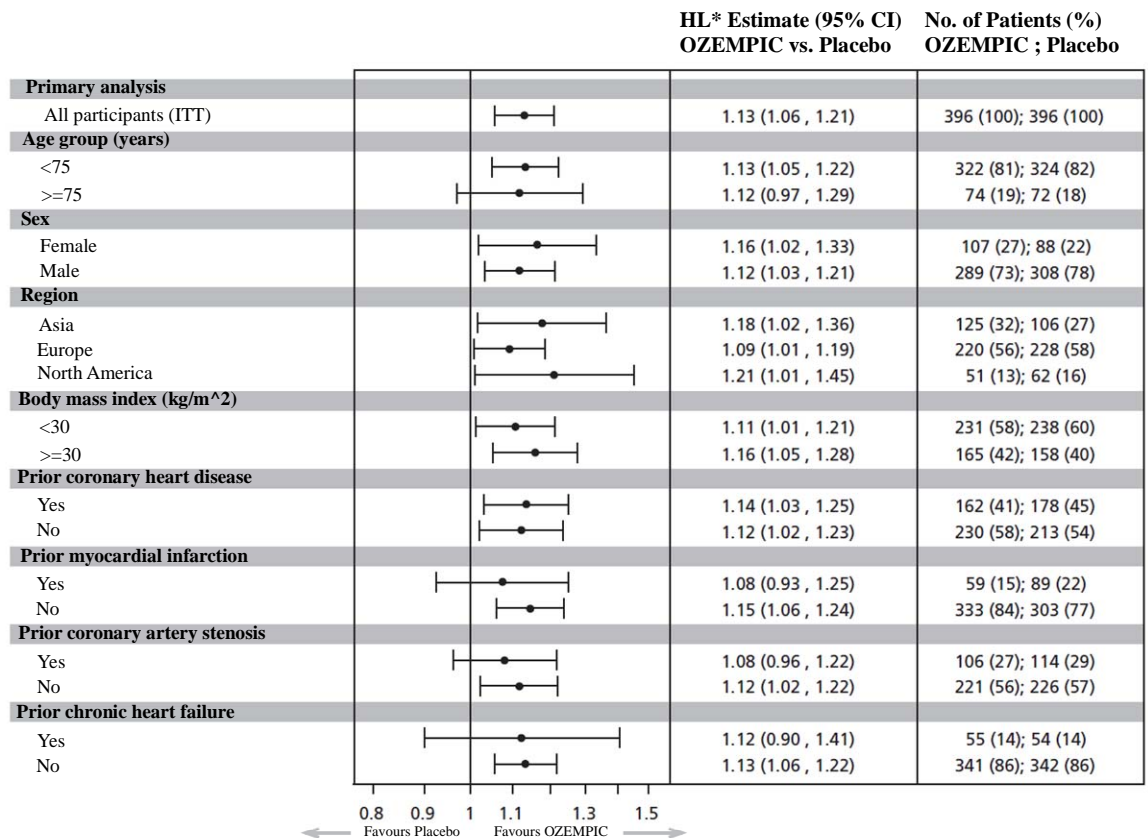 HL* Estimate (95% CI) No. of Patients (%)
OZEMPIC vs. Placebo OZEMPIC ; Placebo
Primary analysis
All participants (ITT) 1.13 (1.06 , 1.21) 396 (100); 396 (100)
Age group (years)
<75 1.13 (1.05 , 1.22) 322 (81); 324 (82)
>=75 1.12 (0.97 , 1.29) 74 (19); 72 (18)
Sex
Female 1.16 (1.02 , 1.33) 107 (27); 88 (22)
Male 1.12 (1.03 , 1.21) 289 (73); 308 (78)
Region
Asia 1.18 (1.02 , 1.36) 125 (32); 106 (27)
Europe 1.09 (1.01 , 1.19) 220 (56); 228 (58)
North America 1.21 (1.01 , 1.45) 51 (13); 62 (16)
Body mass index (kg/m^2)
<30 1.11 (1.01 , 1.21) 231 (58); 238 (60)
>=30 1.16 (1.05 , 1.28) 165 (42); 158 (40)
Prior coronary heart disease
Yes 1.14 (1.03 , 1.25) 162 (41); 178 (45)
No 1.12 (1.02 , 1.23) 230 (58); 213 (54)
Prior myocardial infarction
Yes 1.08 (0.93 , 1.25) 59 (15); 89 (22)
No 1.15 (1.06 , 1.24) 333 (84); 303 (77)
Prior coronary artery stenosis
Yes 1.08 (0.96 , 1.22) 106 (27); 114 (29)
No 1.12 (1.02 , 1.22) 221 (56); 226 (57)
Prior chronic heart failure
Yes 1.12 (0.90 , 1.41) 55 (14); 54 (14)
No 1.13 (1.06 , 1.22) 341 (86); 342 (86)
0.8 0.9 1 1.1 1.3 1.5
Favours Placebo Favours OZEMPIC